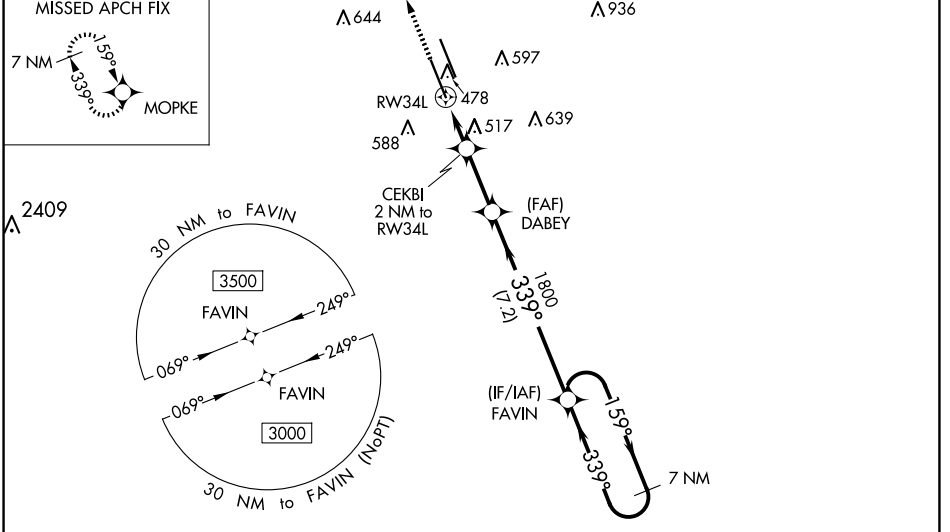 MISSED APCH FIX
7 NM
159°
339°
MOPKE
644
936
597
RW34L
478
588
517
639
CEKBI
2 NM to
RW34L
(FAF)
DABEY
2409
30 NM to FAVIN
3500
FAVIN
249°
069°
249°
069°
FAVIN
3000
30 NM to FAVIN (NoPT)
1800
339°
(7.2)
(IF/IAF)
FAVIN
159°
339°
7 NM